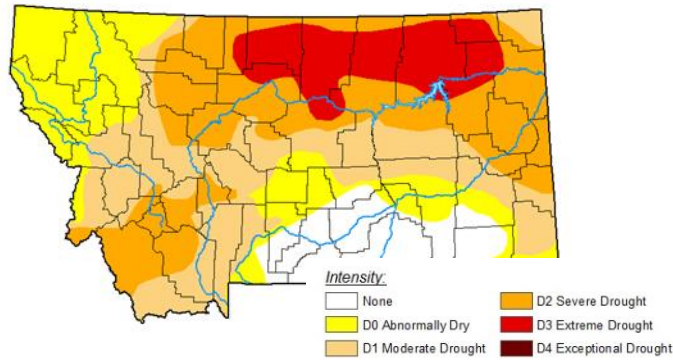 Intensity:
None
D0 Abnormally Dry
D1 Moderate Drought
D2 Severe Drought
D3 Extreme Drought
D4 Exceptional Drought